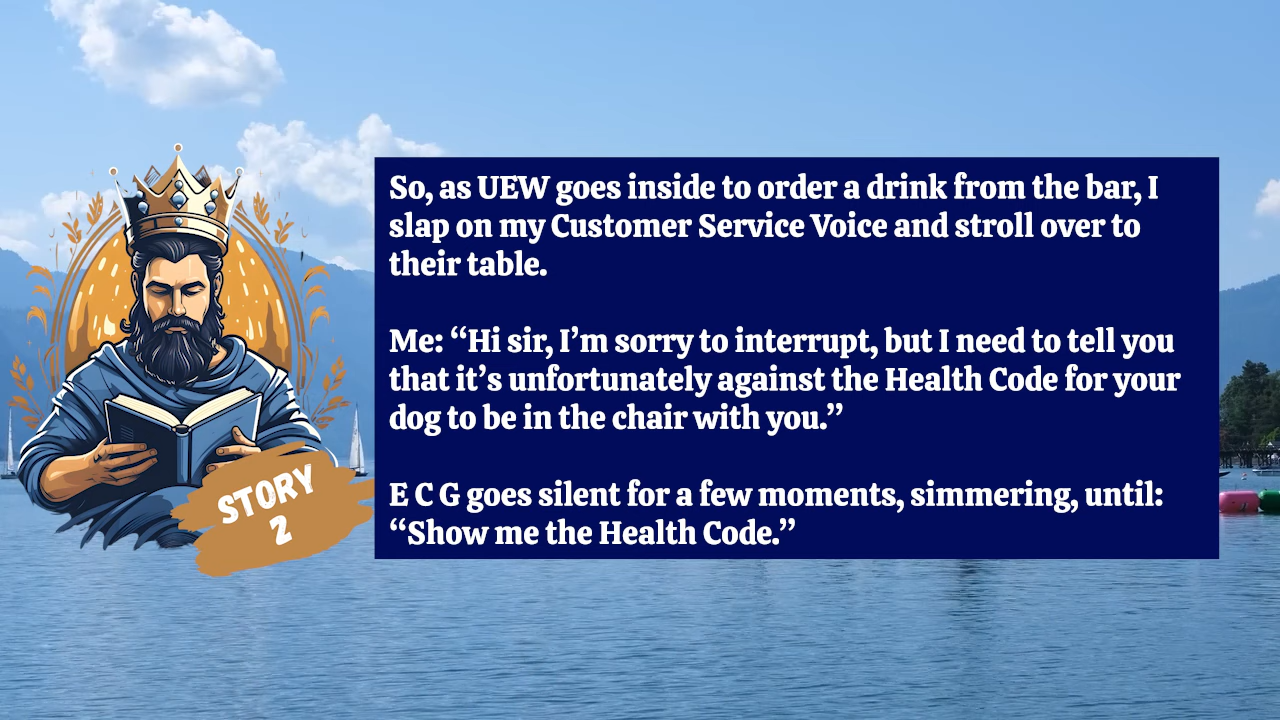 So, as UEW goes inside to order a drink from the bar, I
slap on my Customer Service Voice and stroll over to
their table.
Me: “Hi sir, I’m sorry to interrupt, but I need to tell you
that it’s unfortunately against the Health Code for your
dog to be in the chair with you.”
E C G goes silent for a few moments, simmering, until:
“Show me the Health Code.”
STORY
2